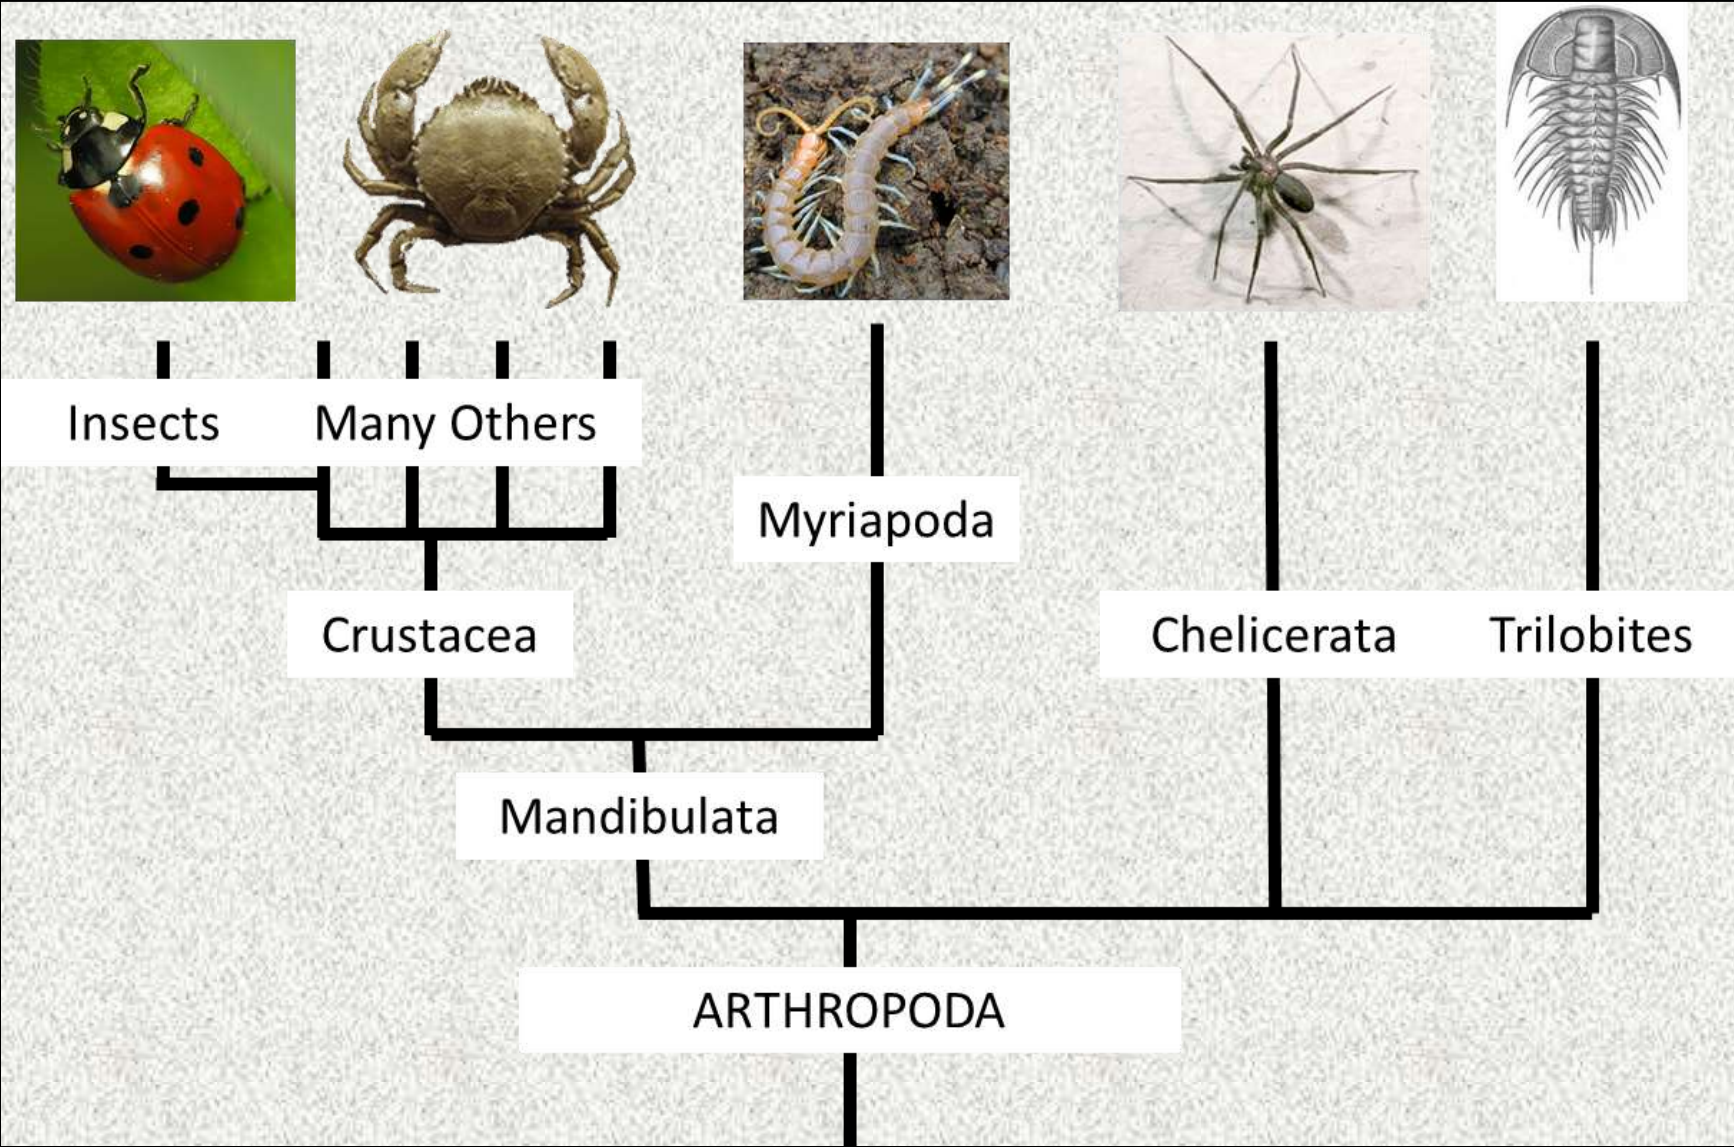 Insects
Many Others
Myriapoda
Crustacea
Chelicerata
Trilobites
Mandibulata
ARTHROPODA